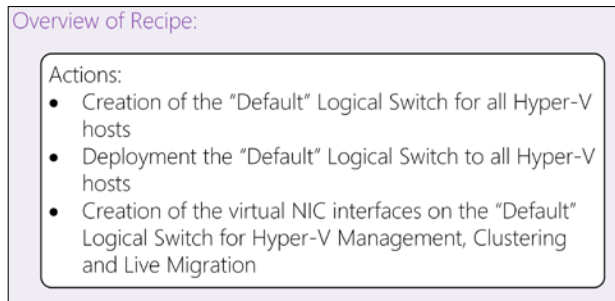 Overview of Recipe:
Actions:
• Creation of the “Default” Logical Switch for all Hyper-V
hosts
• Deployment the “Default” Logical Switch to all Hyper-V
hosts
• Creation of the virtual NIC interfaces on the “Default”
Logical Switch for Hyper-V Management, Clustering
and Live Migration